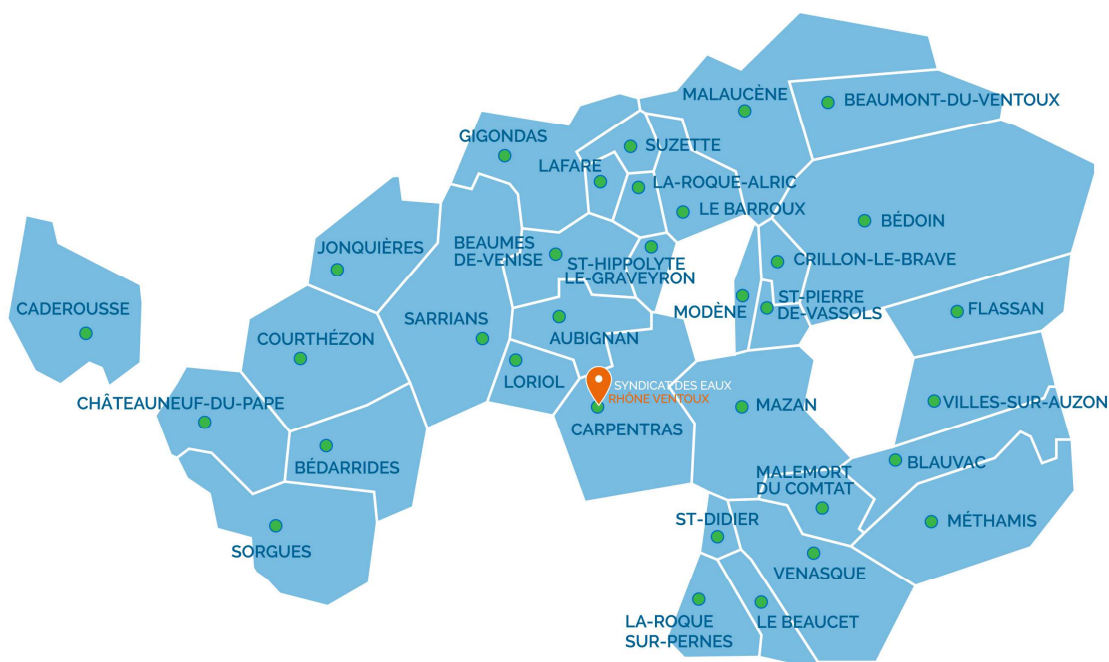 MALAUCÈNE
BEAUMONT-DU-VENTOUX
GIGONDAS
SUZETTE
LAFARE
LA-ROQUE-ALRIC
LE BARROUX
BÉDOIN
JONQUIÈRES
BEAUMES
DE-VENISE
ST-HIPPOLYTE
LE-GRAVEYRON
CRILLON-LE-BRAVE
CADEROUSSE
SARRIANS
MODÈNE
ST-PIERRE
DE-VASSOLS
FLASSAN
COURTHÉZON
AUBIGNAN
LORIOL
SYNDICAT DES EAUX
RHÔNE VENTOUX
CHÂTEAUNEUF-DU-PAPE
MAZAN
VILLES-SUR-AUZON
CARPENTRAS
BÉDARRIDES
BLAUVAC
MALEMORT
DU COMTAT
ST-DIDIER
MÉTHAMIS
SORGUES
VENASQUE
LA-ROQUE
SUR-PERNES
LE BEAUCET